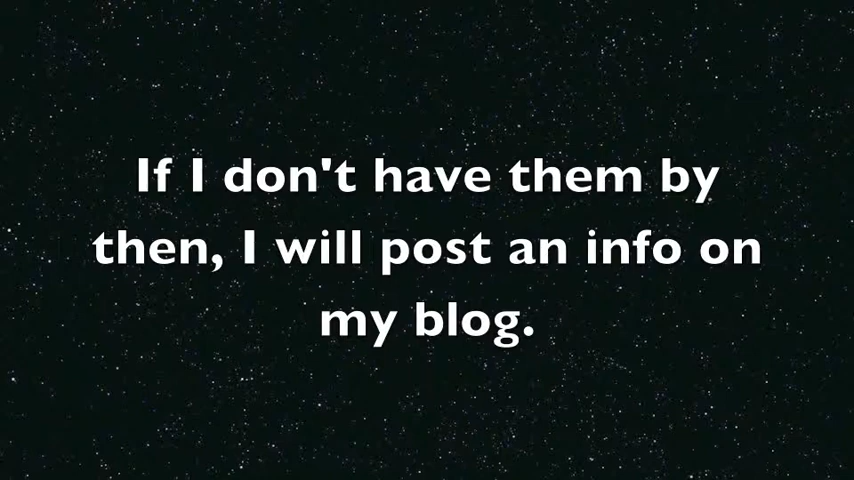 If I don't have them by
then, I will post an info on
my blog.